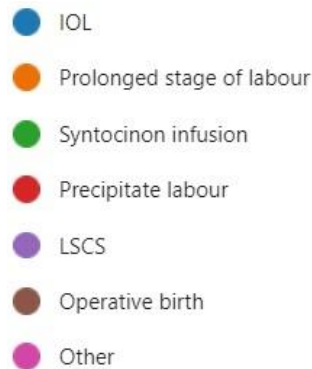 IOL
Prolonged stage of labour
Syntocinon infusion
Precipitate labour
LSCS
Operative birth
Other